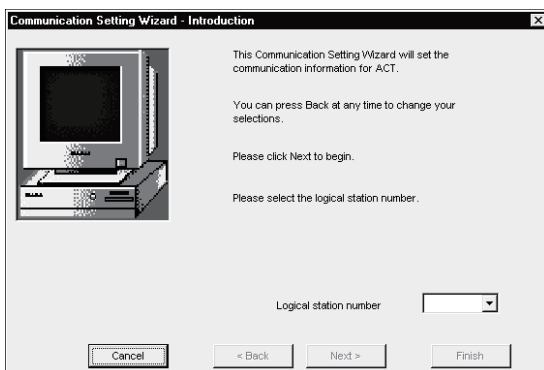 Communication Setting Wizard - Introduction
This Communication Setting Wizard will set the
communication information for ACT.
You can press Back at any time to change your
selections.
Please click Next to begin.
Please select the logical station number.
Logical station number
Cancel
< Back
Next >
Finish